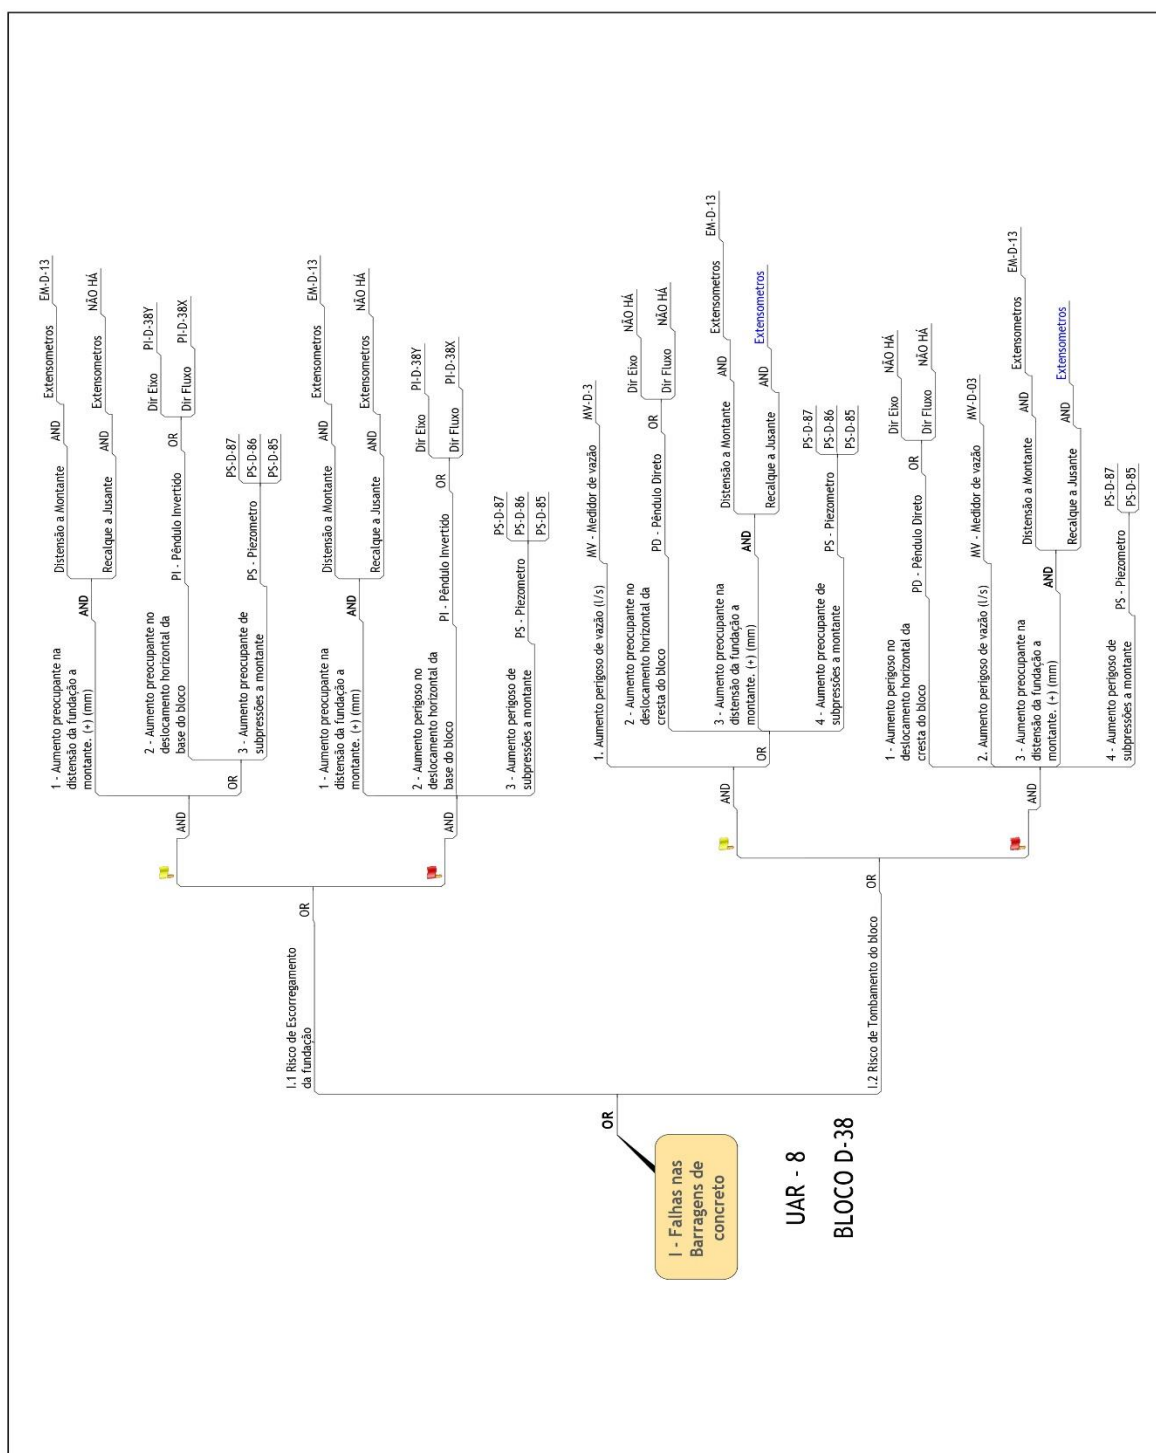 I - Falhas nas
Barragens de
concreto
UAR - 8
BLOCO D-38
OR
I.1 Risco de Escorregamento
da fundação
OR
AND
1 - Aumento preocupante na
distensão da fundação a
montante. (+) (mm)
AND
Distensão a Montante
AND
Extensometros
EM-D-13
Recalque a Jusante
AND
Extensometros
NÃO HÁ
OR
2 - Aumento preocupante no
deslocamento horizontal da
base do bloco
PI - Pêndulo Invertido
OR
Dir Eixo
PI-D-38Y
Dir Fluxo
PI-D-38X
3 - Aumento preocupante de
subpressões a montante
PS - Piezometro
PS-D-87
PS-D-86
PS-D-85
AND
1 - Aumento preocupante na
distensão da fundação a
montante. (+) (mm)
AND
Distensão a Montante
AND
Extensometros
EM-D-13
Recalque a Jusante
AND
Extensometros
NÃO HÁ
2 - Aumento perigoso no
deslocamento horizontal da
base do bloco
PI - Pêndulo Invertido
OR
Dir Eixo
PI-D-38Y
Dir Fluxo
PI-D-38X
3 - Aumento perigoso de
subpressões a montante
PS - Piezometro
PS-D-87
PS-D-86
PS-D-85
I.2 Risco de Tombamento do bloco
OR
AND
1. Aumento perigoso de vazão (l/s)
MV - Medidor de vazão
MV-D-3
OR
2 - Aumento preocupante no
deslocamento horizontal da
cresta do bloco
PD - Pêndulo Direto
OR
Dir Eixo
NÃO HÁ
Dir Fluxo
NÃO HÁ
3 - Aumento preocupante na
distensão da fundação a
montante. (+) (mm)
AND
Distensão a Montante
AND
Extensometros
EM-D-13
Recalque a Jusante
AND
Extensometros
4 - Aumento preocupante de
subpressões a montante
PS - Piezometro
PS-D-87
PS-D-86
PS-D-85
AND
1 - Aumento perigoso no
deslocamento horizontal da
cresta do bloco
PD - Pêndulo Direto
OR
Dir Eixo
NÃO HÁ
Dir Fluxo
NÃO HÁ
2. Aumento perigoso de vazão (l/s)
MV - Medidor de vazão
MV-D-03
3 - Aumento preocupante na
distensão da fundação a
montante. (+) (mm)
AND
Distensão a Montante
AND
Extensometros
EM-D-13
Recalque a Jusante
AND
Extensometros
4 - Aumento perigoso de
subpressões a montante
PS - Piezometro
PS-D-87
PS-D-85